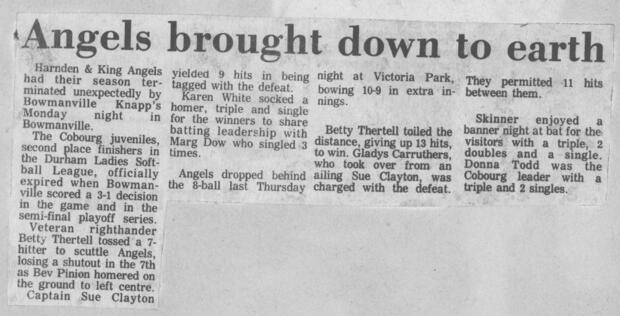 Angels brought down to earth
Harnden & King Angels
had their season ter-
minated unexpectedly by
Bowmanville Knapp's
Monday night in
Bowmanville.
The Cobourg juveniles,
second place finishers in
the Durham Ladies Soft-
ball League, officially
expired when Bowman-
ville scored a 3-1 decision
in the game and in the
semi-final playoff series.
Veteran righthander
Betty Thertell tossed a 7-
hitter to scuttle Angels,
losing a shutout in the 7th
as Bev Pinion homered on
the ground to left centre.
Captain Sue Clayton
yielded 9 hits in being
tagged with the defeat.
Karen White socked a
homer, triple and single
for the winners to share
batting leadership with
Marg Dow who singled 3
times.
Angels dropped behind
the 8-ball last Thursday
night at Victoria Park,
bowing 10-9 in extra in-
nings.
Betty Thertell toiled the
distance, giving up 13 hits,
to win. Gladys Carruthers,
who took over from an
ailing Sue Clayton, was
charged with the defeat.
They permitted 11 hits
between them.
Skinner enjoyed a
banner night at bat for the
visitors with a triple, 2
doubles and a single.
Donna Todd was the
Cobourg leader with a
triple and 2 singles.